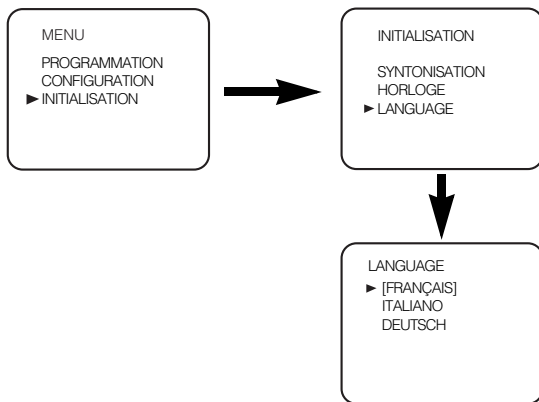 MENU
PROGRAMMATION
CONFIGURATION
INITIALISATION
INITIALISATION
SYNTONISATION
HORLOGE
LANGUAGE
LANGUAGE
[FRANÇAIS]
ITALIANO
DEUTSCH